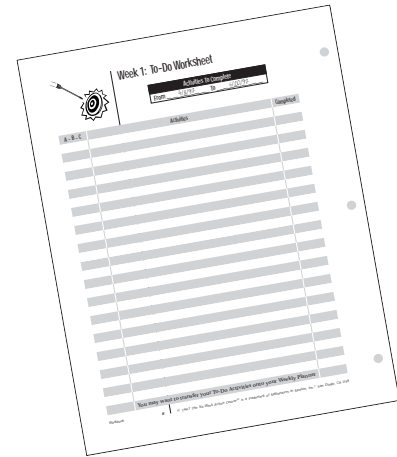 Week 1: To-Do Worksheet
Activities to Complete
From To
A - B - C Activities Completed
You may want to transfer your To-Do Activities onto your Weekly Planner